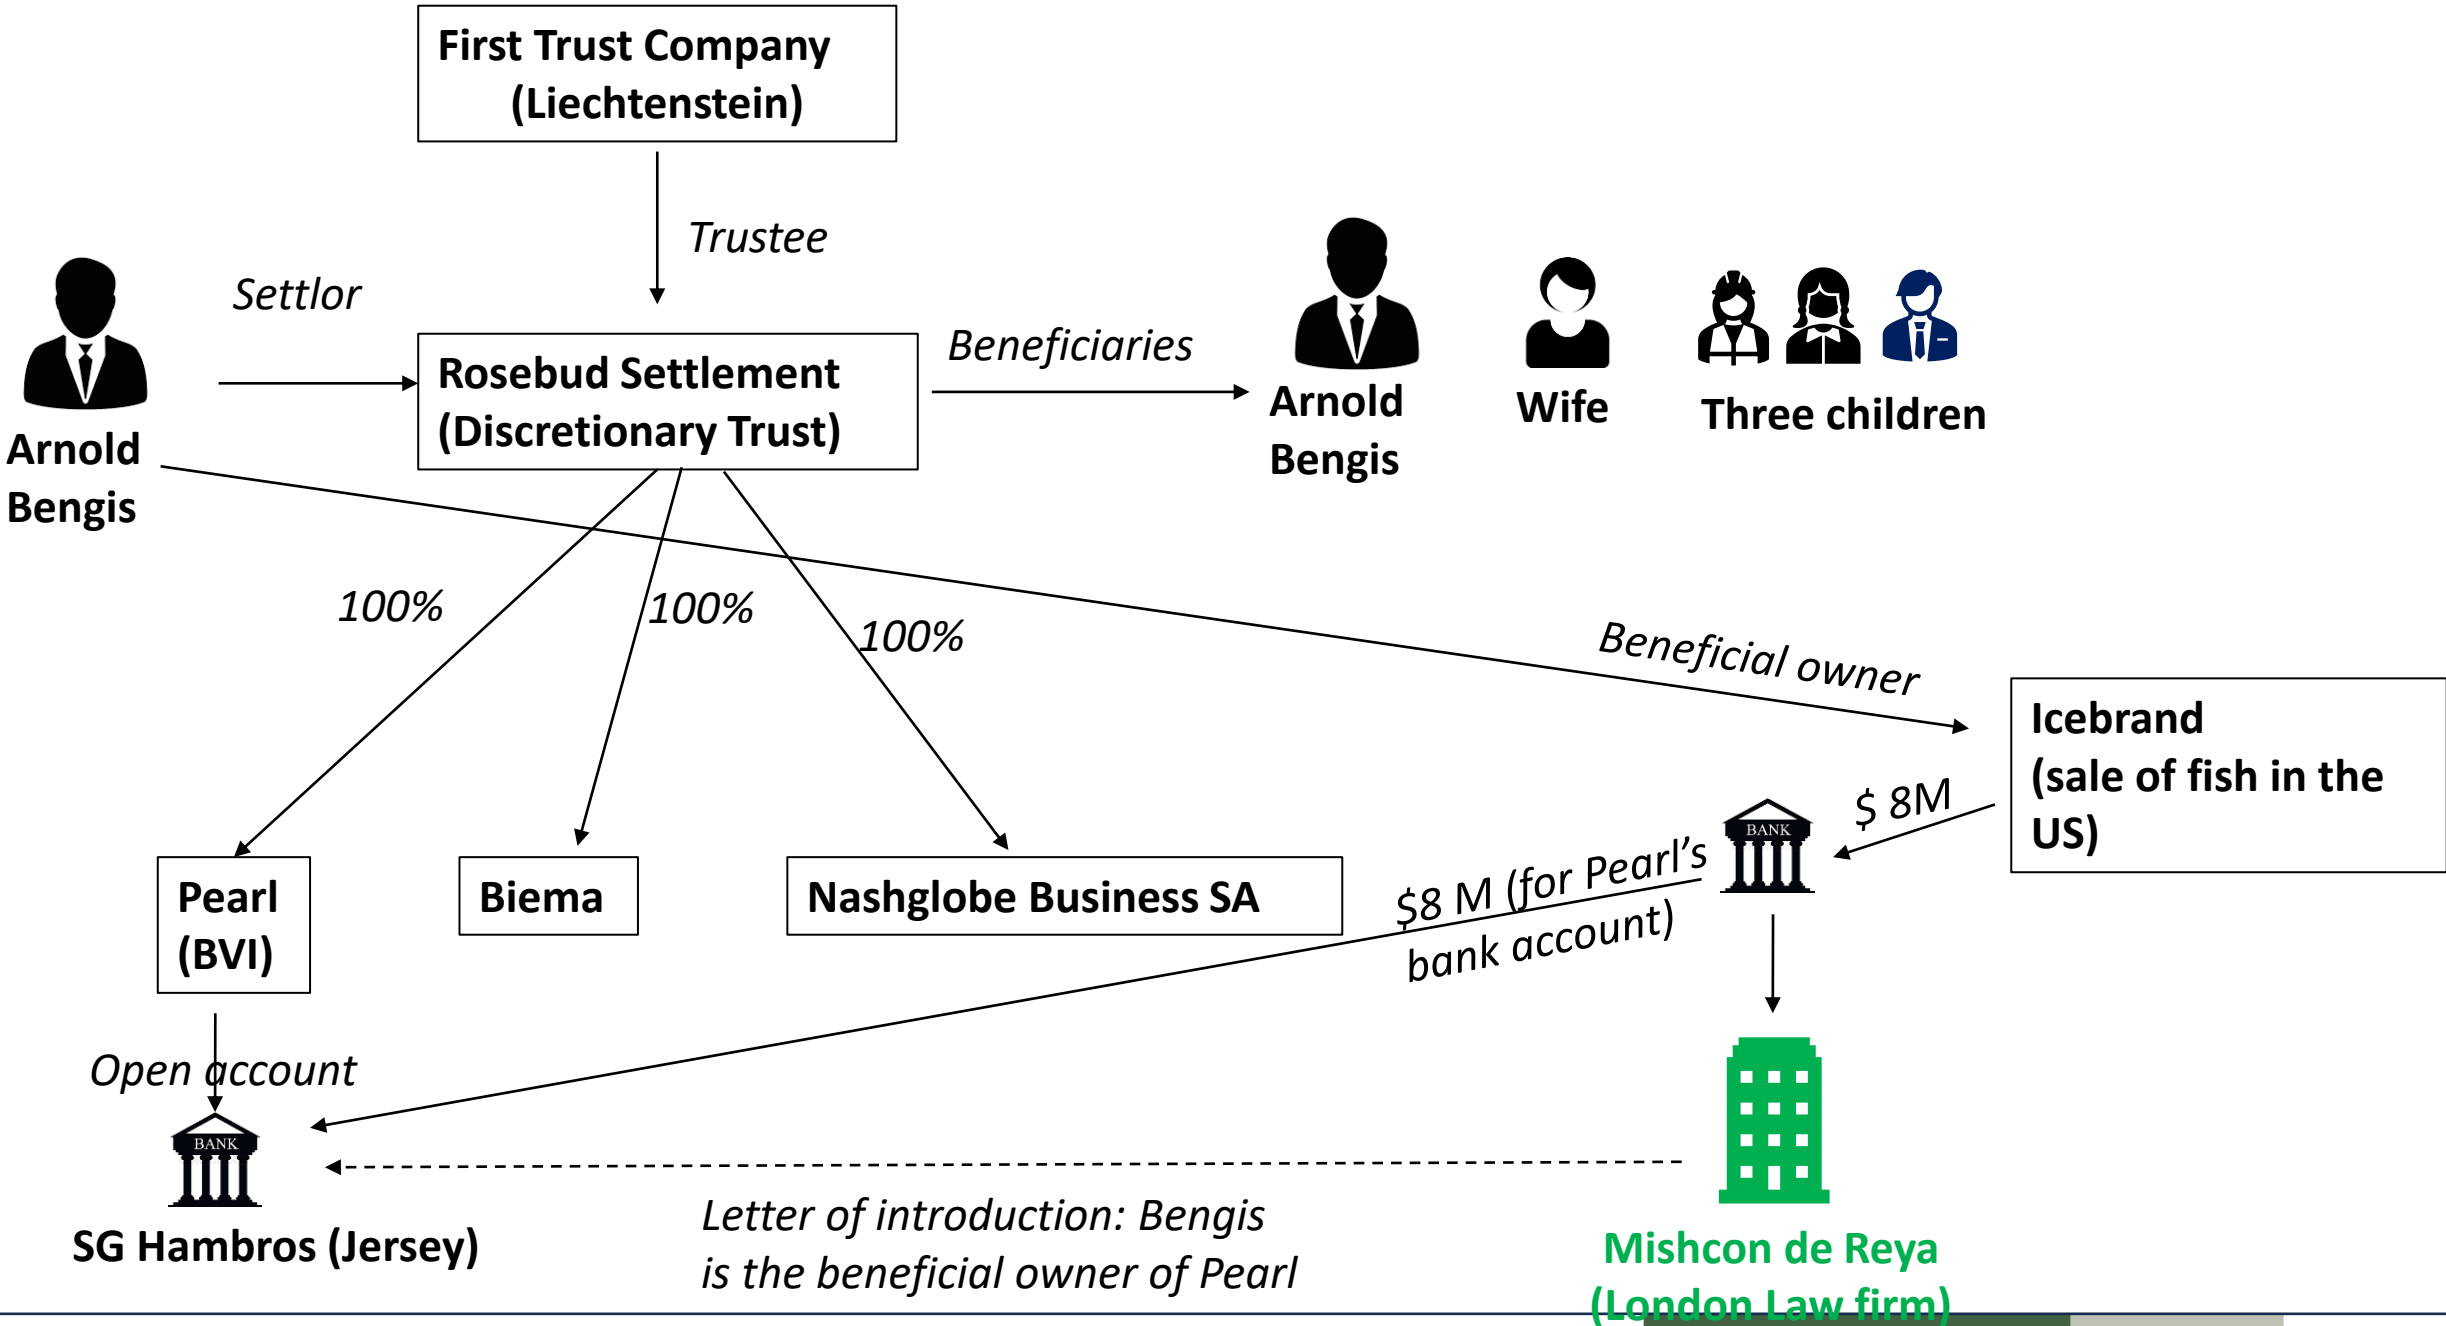 First Trust Company
(Liechtenstein)
Trustee
Settlor
Arnold
Bengis
Rosebud Settlement
(Discretionary Trust)
Beneficiaries
Arnold
Bengis
Wife
Three children
100%
100%
100%
Beneficial owner
Icebrand
(sale of fish in the
US)
$ 8M
BANK
$8 M (for Pearl's
bank account)
Pearl
(BVI)
Biema
Nashglobe Business SA
Open account
BANK
SG Hambros (Jersey)
Letter of introduction: Bengis
is the beneficial owner of Pearl
Mishcon de Reya
(London Law firm)